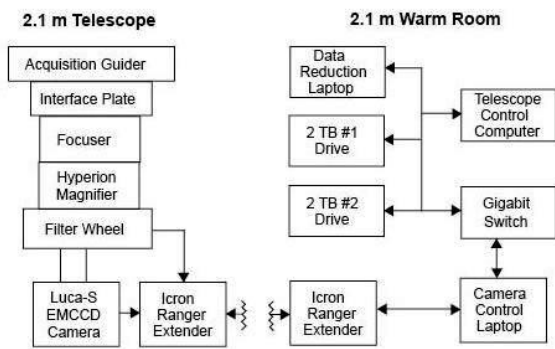 2.1 m Telescope
Acquisition Guider
Interface Plate
Focuser
Hyperion
Magnifier
Filter Wheel
Luca-S
EMCCD
Camera
Icron
Ranger
Extender
2.1 m Warm Room
Data
Reduction
Laptop
Telescope
Control
Computer
2 TB #1
Drive
2 TB #2
Drive
Gigabit
Switch
Icron
Ranger
Extender
Camera
Control
Laptop